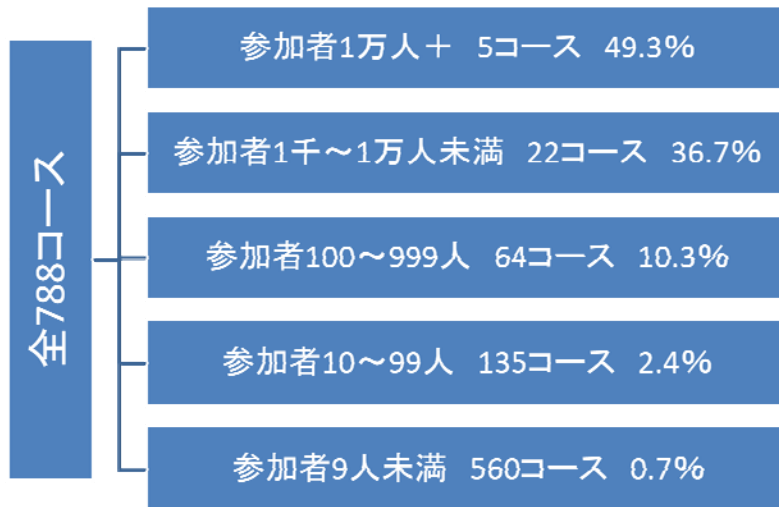 全788コース
参加者1万人＋ 5コース 49.3%
参加者1千～1万人未満 22コース 36.7%
参加者100～999人 64コース 10.3%
参加者10～99人 135コース 2.4%
参加者9人未満 560コース 0.7%